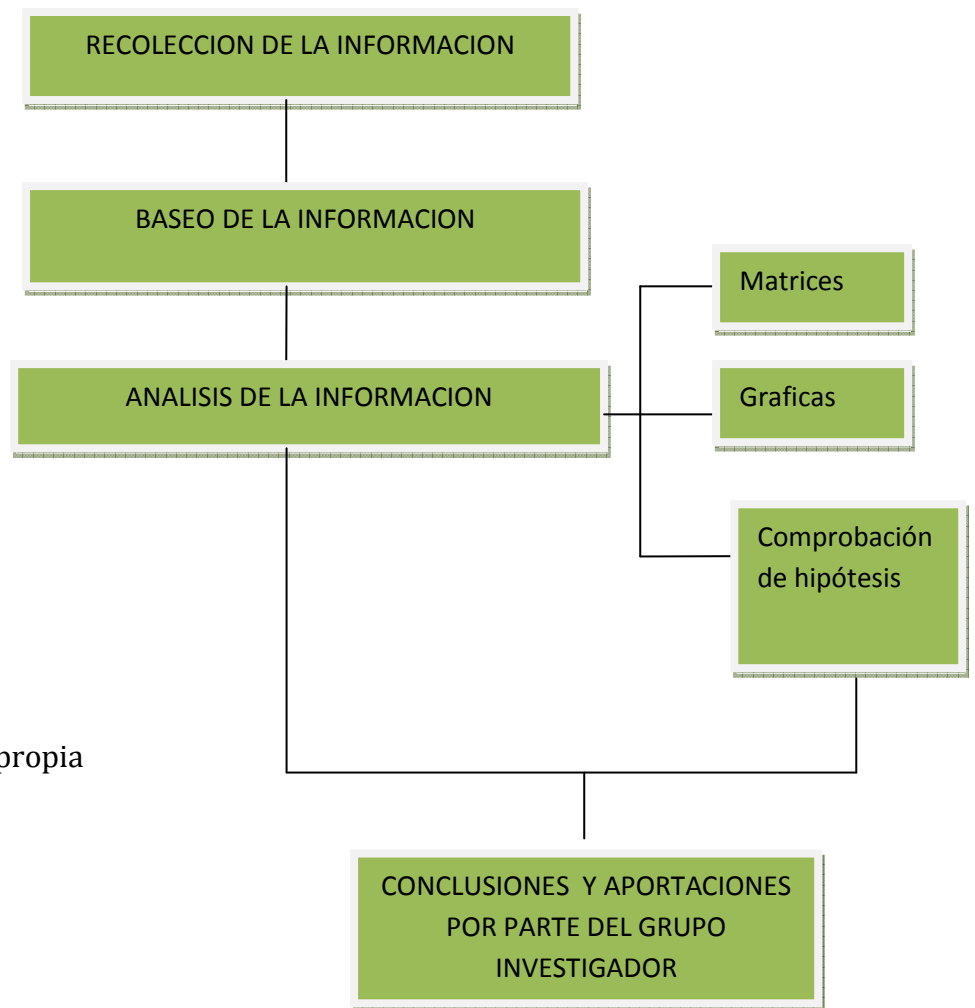 RECOLECCION DE LA INFORMACION
BASEO DE LA INFORMACION
Matrices
ANALISIS DE LA INFORMACION
Graficas
Comprobación
de hipótesis
propia
CONCLUSIONES Y APORTACIONES
POR PARTE DEL GRUPO
INVESTIGADOR